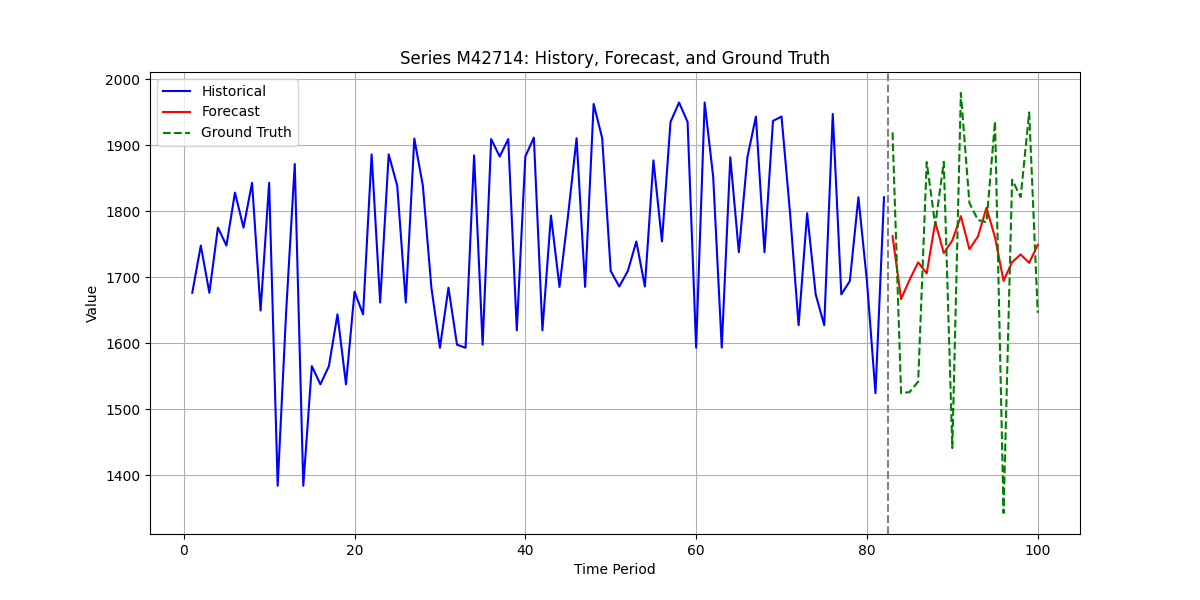 Series M42714: History, Forecast, and Ground Truth
Historical
Forecast
Ground Truth
2000
1900
1800
1700
1600
1500
1400
Value
0 20 40 60 80 100
Time Period